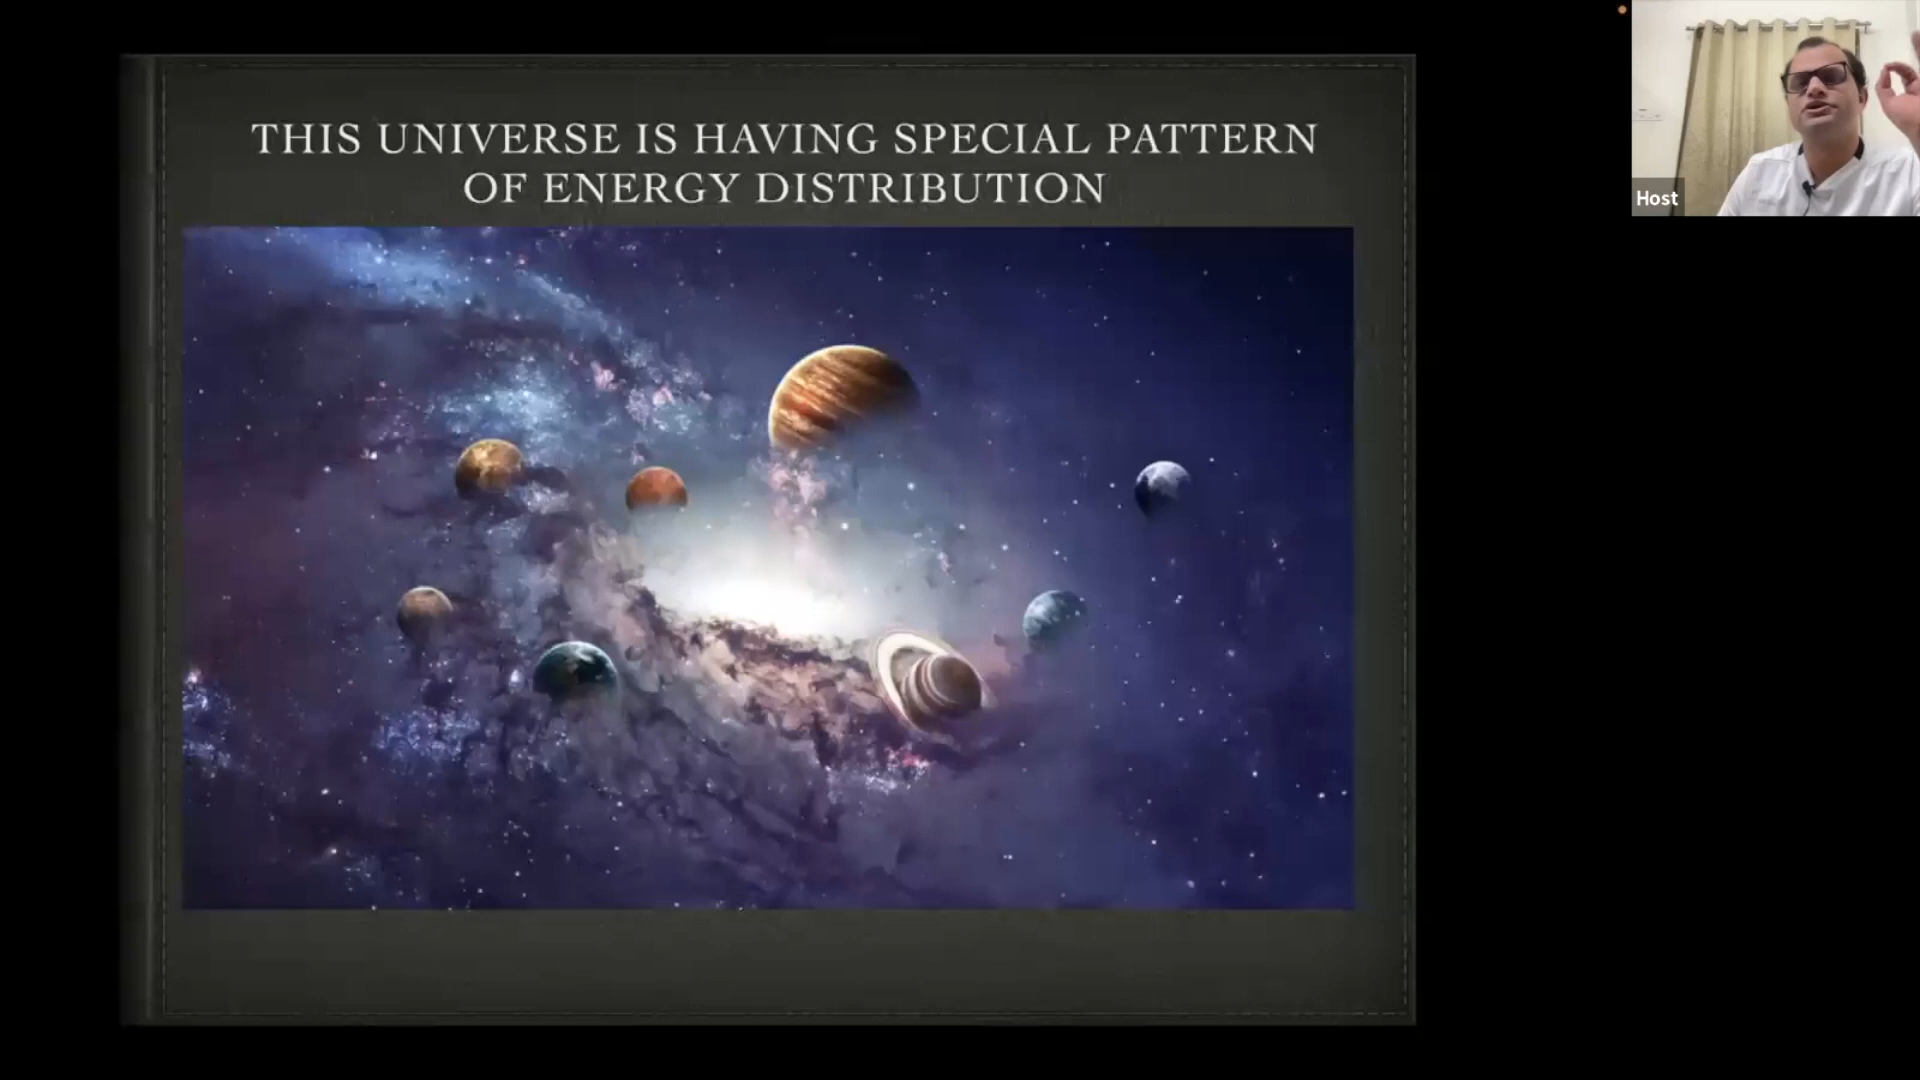 THIS UNIVERSE IS HAVING SPECIAL PATTERN
OF ENERGY DISTRIBUTION
Host